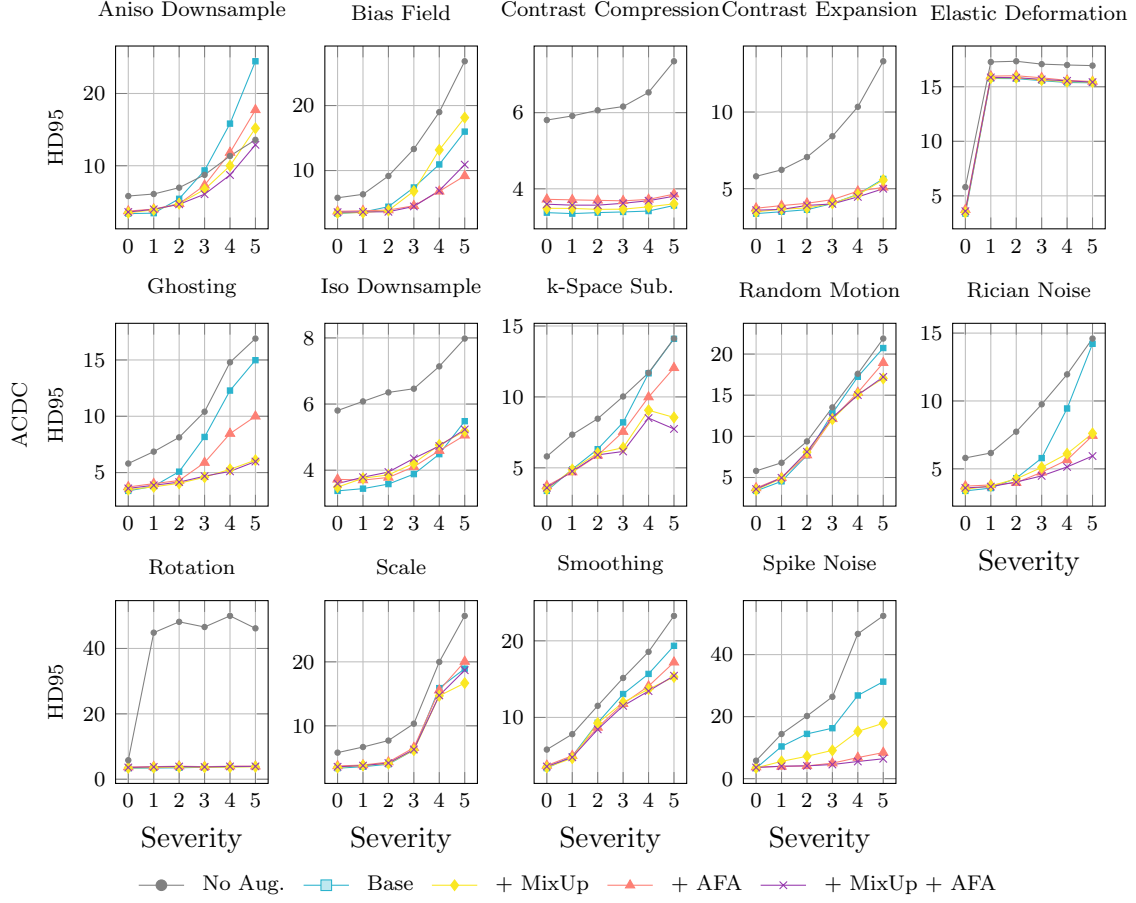 Aniso Downsample
Bias Field
Contrast Compression
Contrast Expansion
Elastic Deformation
HD95
20
10
0 1 2 3 4 5
20
10
0 1 2 3 4 5
6
4
0 1 2 3 4 5
10
5
0 1 2 3 4 5
15
10
5
0 1 2 3 4 5
Ghosting
Iso Downsample
k-Space Sub.
Random Motion
Rician Noise
ACDC
HD95
15
10
5
0 1 2 3 4 5
8
6
4
0 1 2 3 4 5
15
10
5
0 1 2 3 4 5
20
15
10
5
0 1 2 3 4 5
15
10
5
0 1 2 3 4 5
Severity
Rotation
Scale
Smoothing
Spike Noise
HD95
40
20
0
0 1 2 3 4 5
Severity
20
10
0 1 2 3 4 5
Severity
20
10
0 1 2 3 4 5
Severity
40
20
0
0 1 2 3 4 5
Severity
No Aug. Base + MixUp + AFA + MixUp + AFA